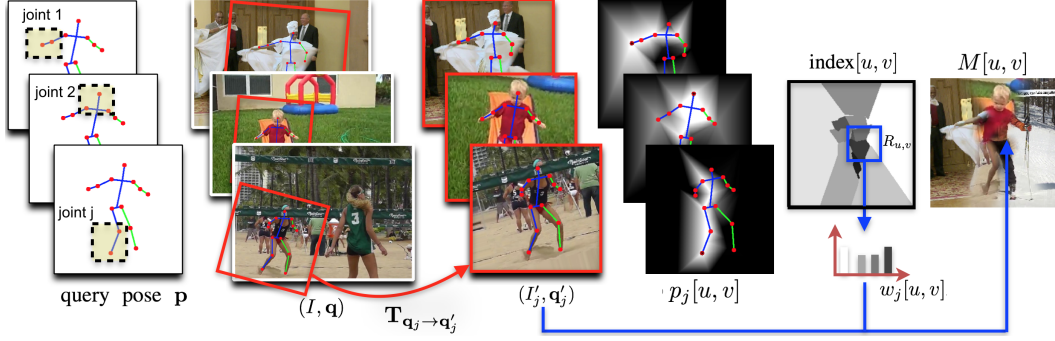 joint 1
joint 2
joint j
query pose p
(I, q)
3
T_{q_j→q'_j}
(I'_j, q'_j)
p_j[u, v]
index[u, v]
R_{u,v}
w_j[u, v]
M[u, v]